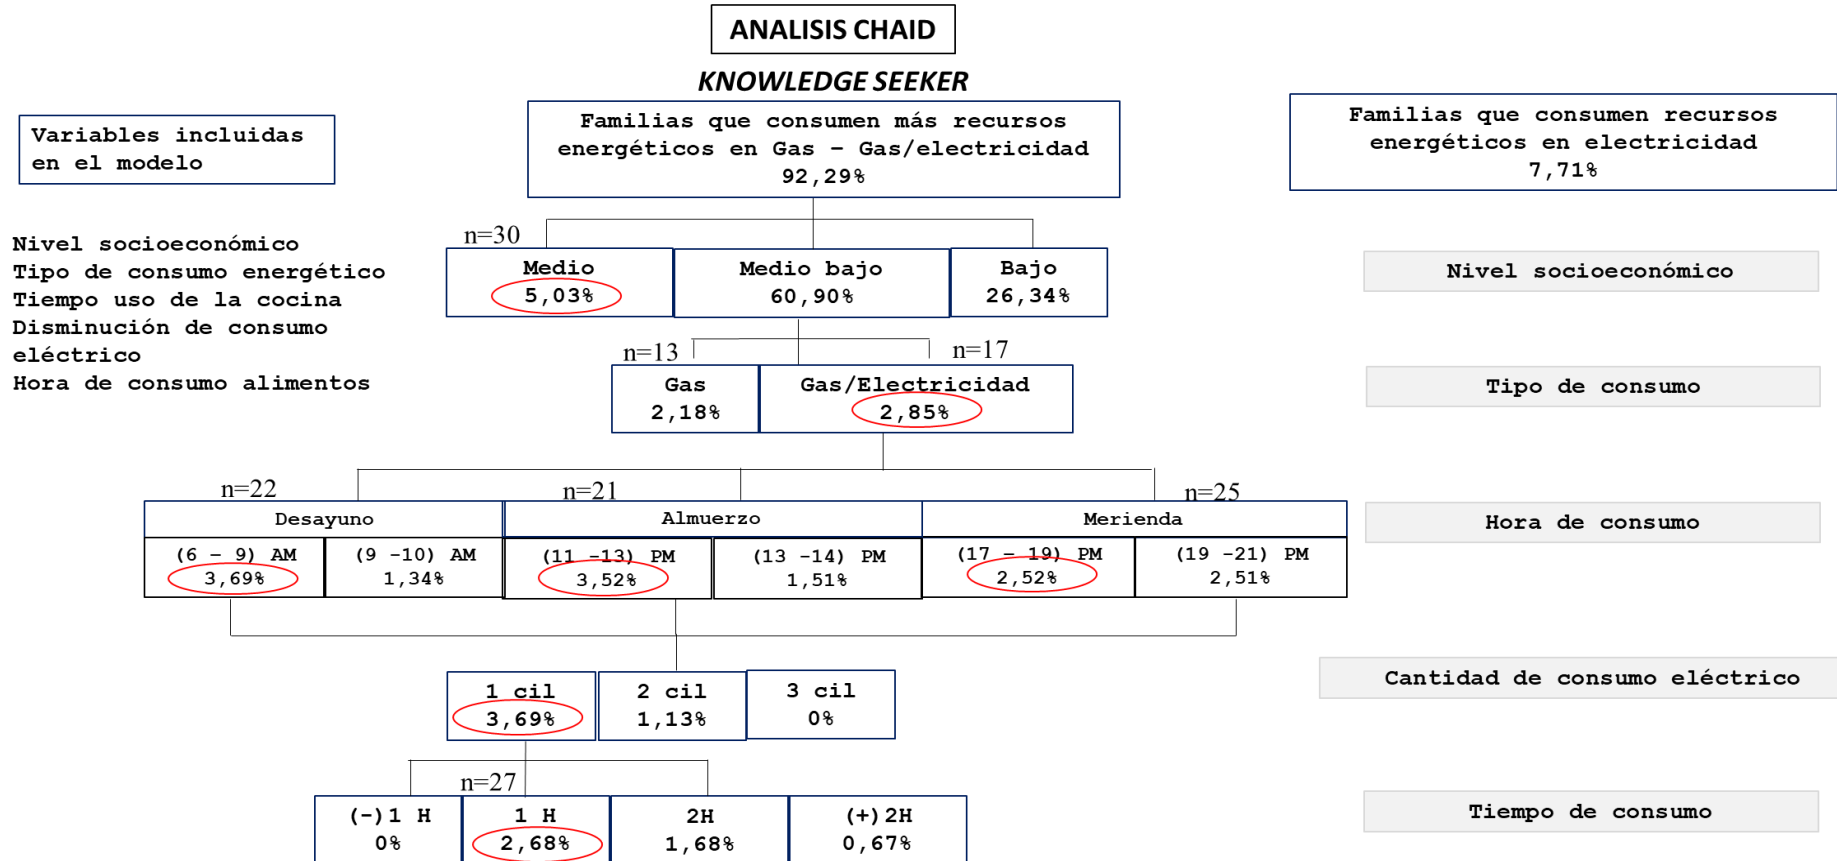 ANALISIS CHAID
KNOWLEDGE SEEKER
Variables incluidas
en el modelo
Familias que consumen más recursos
energéticos en Gas – Gas/electricidad
92,29%
Familias que consumen recursos
energéticos en electricidad
7,71%
Nivel socioeconómico
Tipo de consumo energético
Tiempo uso de la cocina
Disminución de consumo
eléctrico
Hora de consumo alimentos
n=30
Medio
5,03%
Medio bajo
60,90%
Bajo
26,34%
Nivel socioeconómico
n=13
n=17
Gas
2,18%
Gas/Electricidad
2,85%
Tipo de consumo
n=22
n=21
n=25
Desayuno
Almuerzo
Merienda
Hora de consumo
(6 – 9) AM
3,69%
(9 -10) AM
1,34%
(11 -13) PM
3,52%
(13 -14) PM
1,51%
(17 – 19) PM
2,52%
(19 -21) PM
2,51%
1 cil
3,69%
2 cil
1,13%
3 cil
0%
Cantidad de consumo eléctrico
n=27
(-)1 H
0%
1 H
2,68%
2H
1,68%
(+)2H
0,67%
Tiempo de consumo